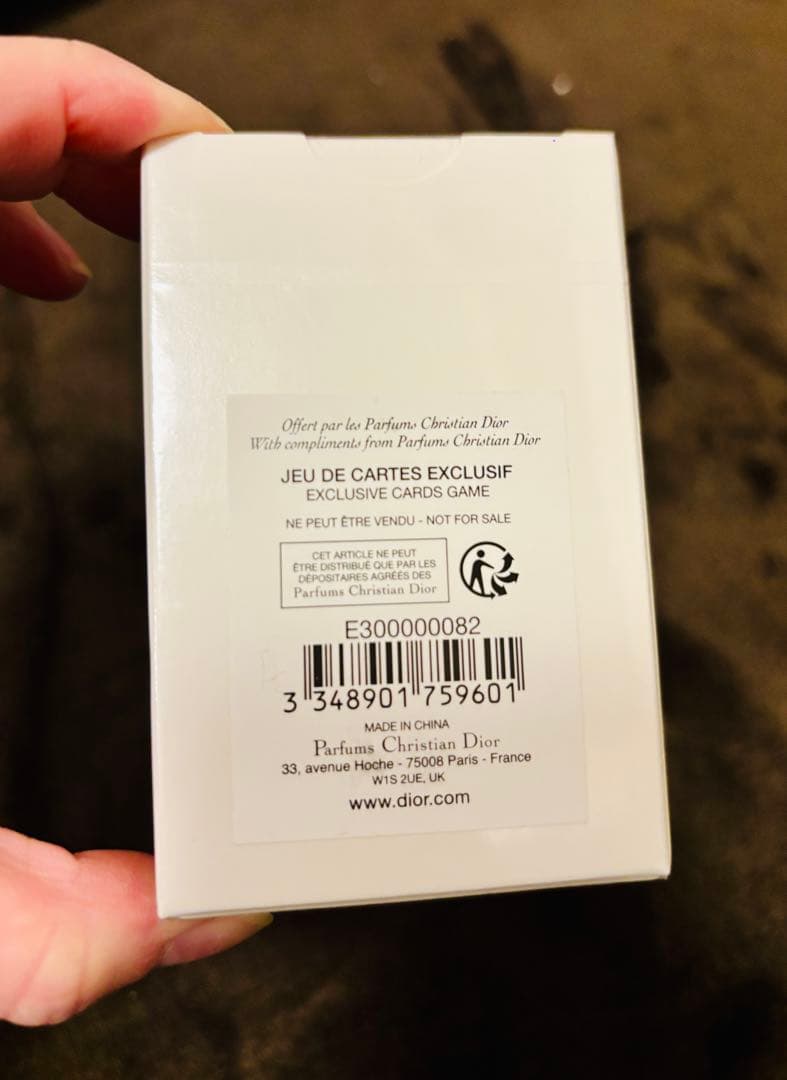 Offert par les Parfums Christian Dior
With compliments from Parfums Christian Dior
JEU DE CARTES EXCLUSIF
EXCLUSIVE CARDS GAME
NE PEUT ÊTRE VENDU - NOT FOR SALE
CET ARTICLE NE PEUT
ÊTRE DISTRIBUÉ QUE PAR LES
DÉPOSITAIRES AGRÉÉS DES
Parfums Christian Dior
E300000082
3 348901 759601
MADE IN CHINA
Parfums Christian Dior
33, avenue Hoche - 75008 Paris - France
W1S 2UE, UK
www.dior.com